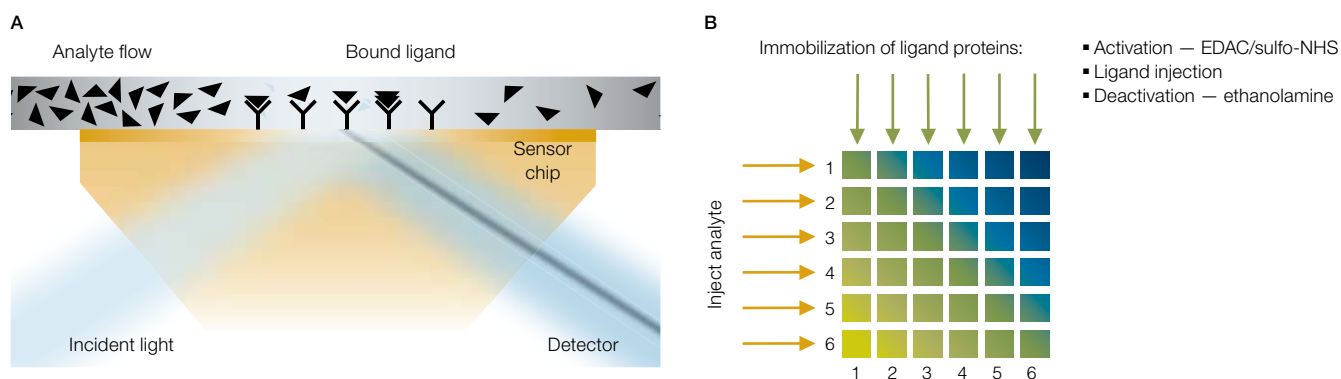 A
Analyte flow
Bound ligand
Sensor
chip
Incident light
Detector
B
Immobilization of ligand proteins:
▪ Activation — EDAC/sulfo-NHS
▪ Ligand injection
▪ Deactivation — ethanolamine
Inject analyte
1
2
3
4
5
6
1 2 3 4 5 6